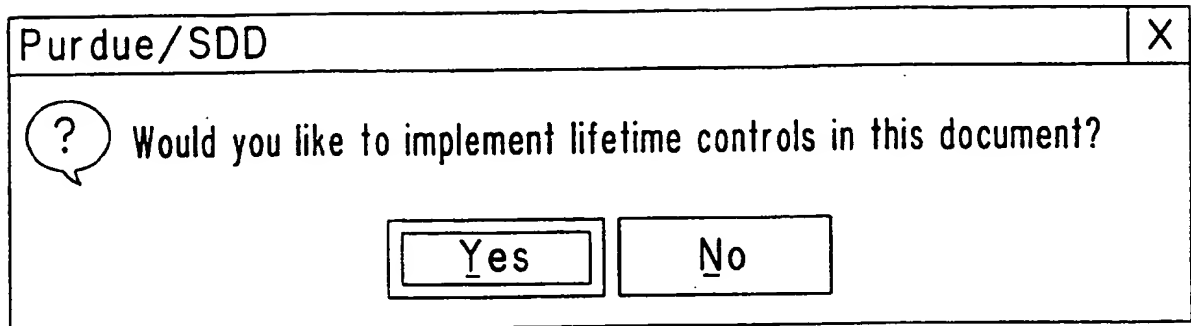 Purdue/SDD X
? Would you like to implement lifetime controls in this document?
Yes No